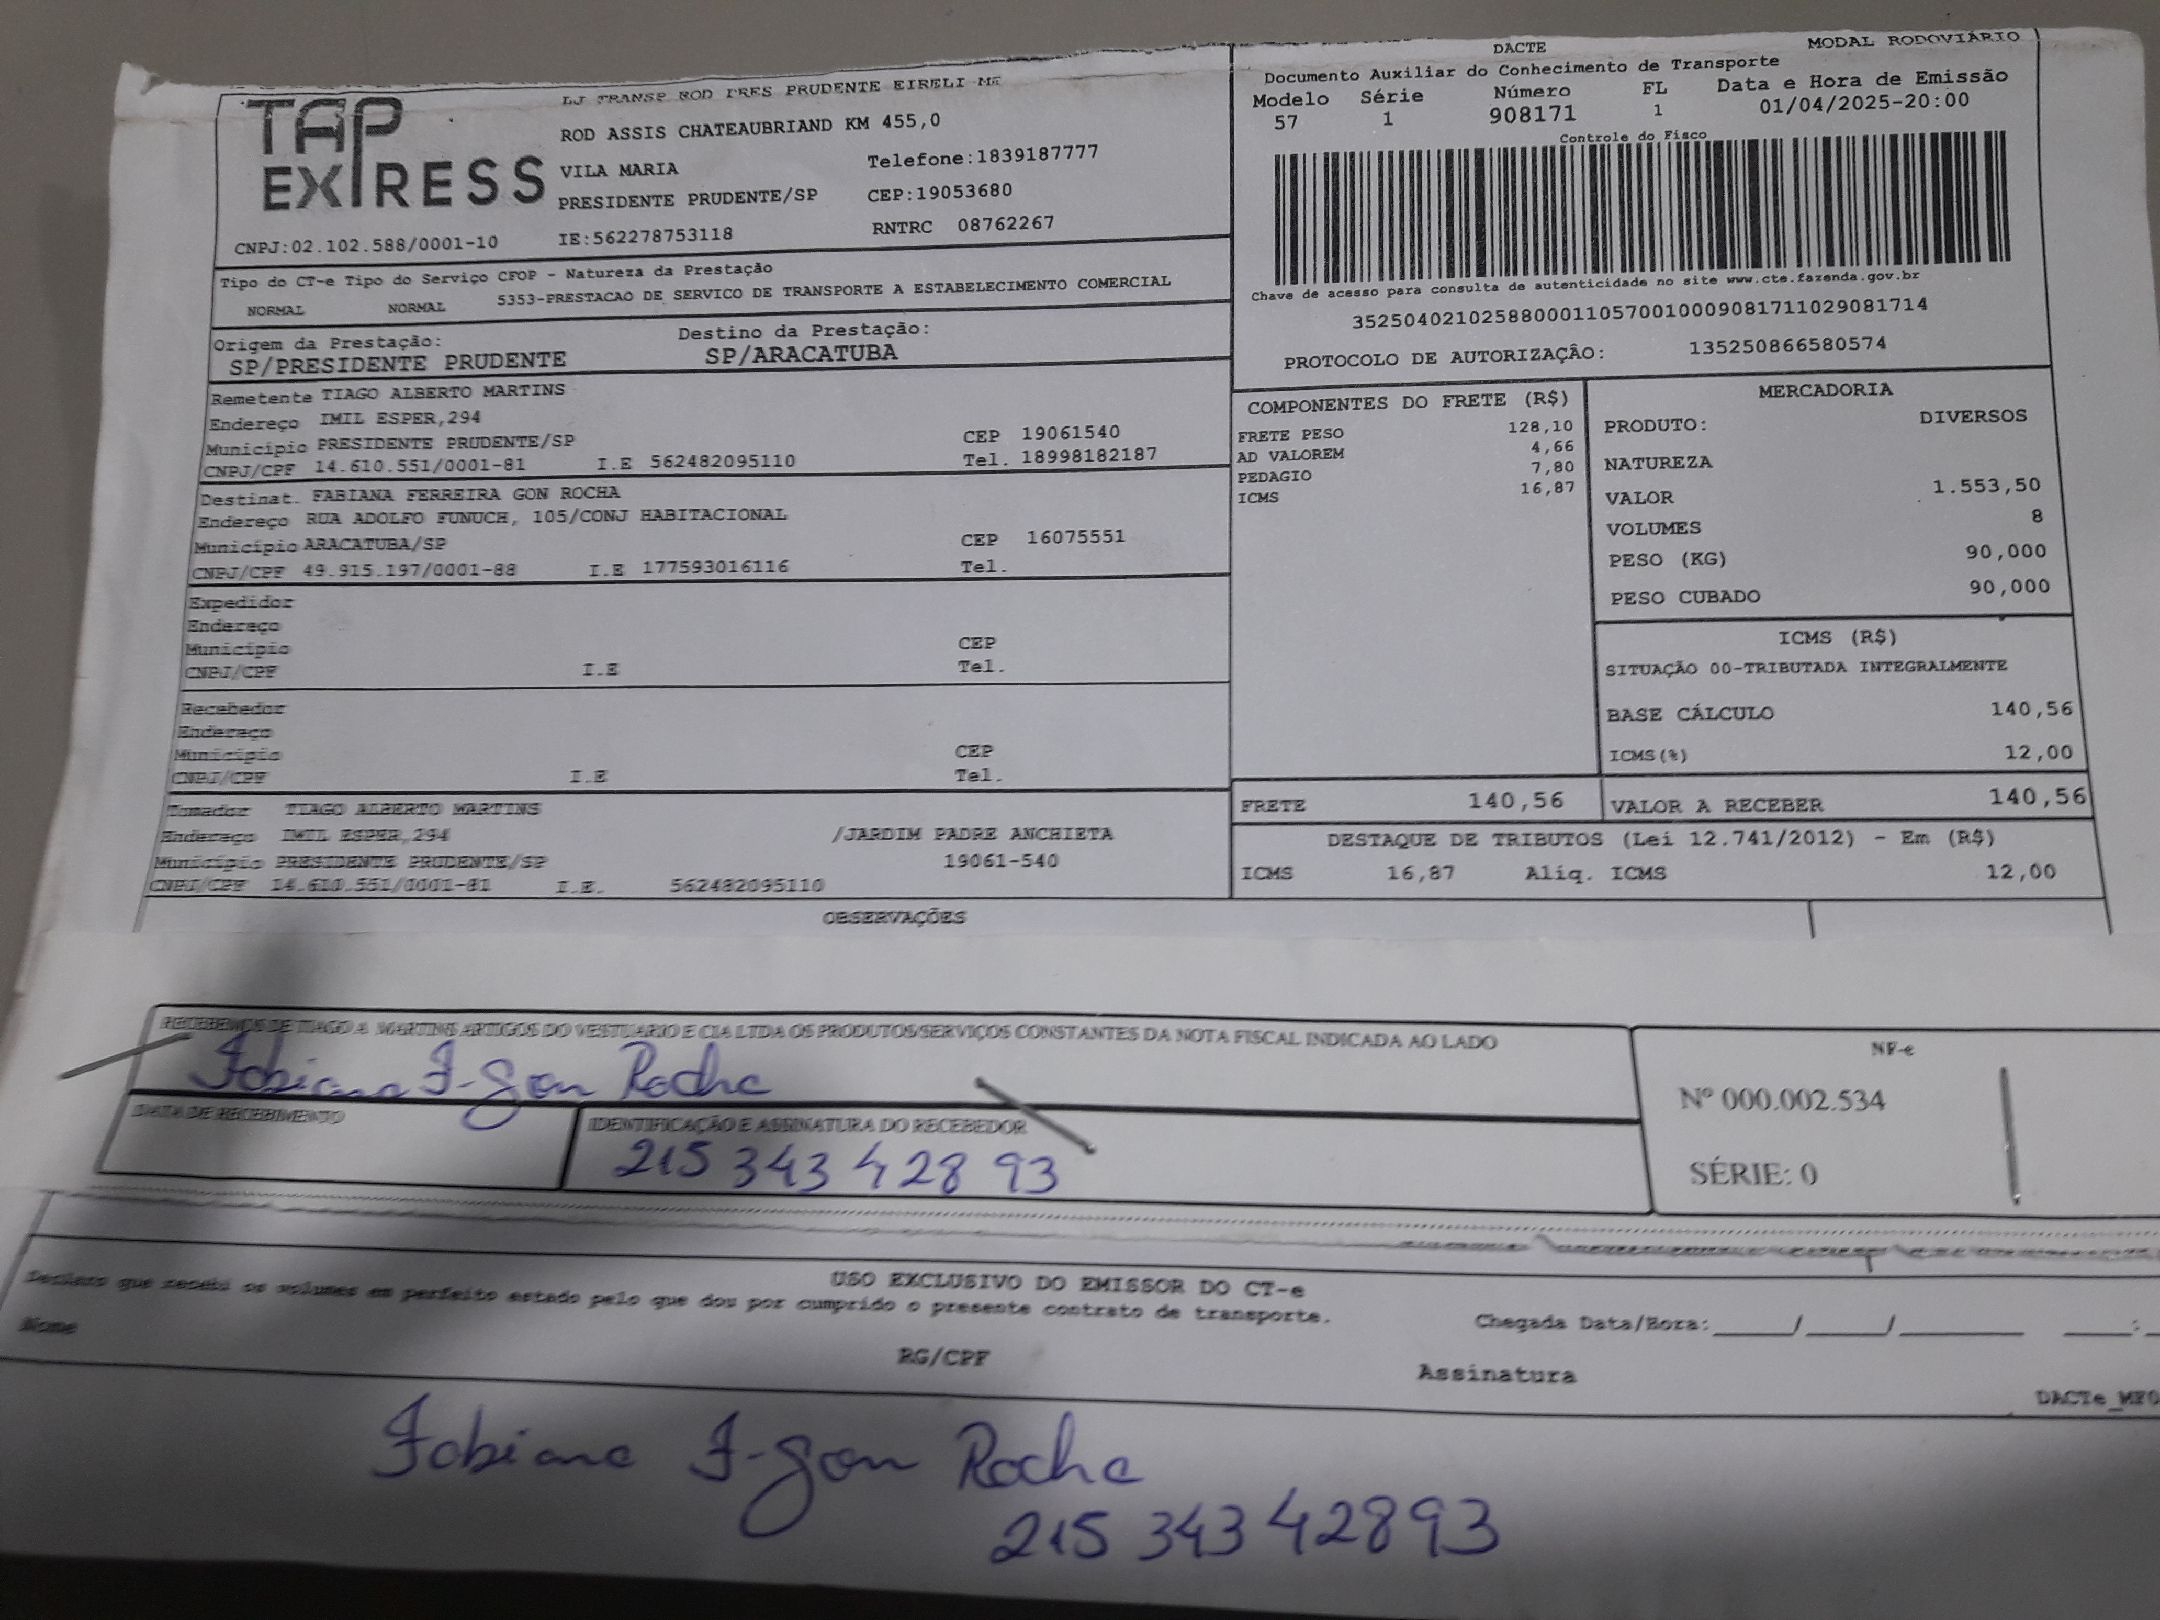 DACTE
MODAL RODOVIÁRIO
TAP EXPRESS
LJ TRANSP ROD PRES PRUDENTE EIRELI ME
ROD ASSIS CHATEAUBRIAND KM 455,0
VILA MARIA Telefone:1839187777
PRESIDENTE PRUDENTE/SP CEP:19053680
CNPJ:02.102.588/0001-10 IE:562278753118 RNTRC 08762267
Documento Auxiliar do Conhecimento de Transporte
Modelo Série Número FL Data e Hora de Emissão
57 1 908171 1 01/04/2025-20:00
Controle do Fisco
Chave de acesso para consulta de autenticidade no site www.cte.fazenda.gov.br
35250402102588000110570010009081711029081714
PROTOCOLO DE AUTORIZAÇÃO: 135250866580574
Tipo do CT-e Tipo do Serviço CFOP - Natureza da Prestação
NORMAL NORMAL 5353-PRESTACAO DE SERVICO DE TRANSPORTE A ESTABELECIMENTO COMERCIAL
Origem da Prestação: Destino da Prestação:
SP/PRESIDENTE PRUDENTE SP/ARACATUBA
Remetente TIAGO ALBERTO MARTINS
Endereço IMIL ESPER,294
Município PRESIDENTE PRUDENTE/SP CEP 19061540
CNPJ/CPF 14.610.551/0001-81 I.E 562482095110 Tel. 18998182187
Destinat. FABIANA FERREIRA GON ROCHA
Endereço RUA ADOLFO FUNUCH, 105/CONJ HABITACIONAL
Município ARACATUBA/SP CEP 16075551
CNPJ/CPF 49.915.197/0001-88 I.E 177593016116 Tel.
Expedidor
Endereço
Município CEP
CNPJ/CPF I.E Tel.
Recebedor
Endereço
Município CEP
CNPJ/CPF I.E Tel.
Tomador TIAGO ALBERTO MARTINS
Endereço IMIL ESPER,294 /JARDIM PADRE ANCHIETA
Município PRESIDENTE PRUDENTE/SP 19061-540
CNPJ/CPF 14.610.551/0001-81 I.E. 562482095110
COMPONENTES DO FRETE (R$)
FRETE PESO 128,10
AD VALOREM 4,66
PEDAGIO 7,80
ICMS 16,87
MERCADORIA
PRODUTO: DIVERSOS
NATUREZA
VALOR 1.553,50
VOLUMES 8
PESO (KG) 90,000
PESO CUBADO 90,000
ICMS (R$)
SITUAÇÃO 00-TRIBUTADA INTEGRALMENTE
BASE CÁLCULO 140,56
ICMS(%) 12,00
FRETE 140,56 VALOR A RECEBER 140,56
DESTAQUE DE TRIBUTOS (Lei 12.741/2012) - Em (R$)
ICMS 16,87 Aliq. ICMS 12,00
OBSERVAÇÕES
RECEBEMOS DE TIAGO A MARTINS ARTIGOS DO VESTUARIO E CIA LTDA OS PRODUTOS/SERVIÇOS CONSTANTES DA NOTA FISCAL INDICADA AO LADO
Fabiana F-Gon Rocha
DATA DE RECEBIMENTO IDENTIFICAÇÃO E ASSINATURA DO RECEBEDOR
215 343 428 93
NF-e
Nº 000.002.534
SÉRIE: 0
USO EXCLUSIVO DO EMISSOR DO CT-e
Declaro que recebi os volumes em perfeito estado pelo que dou por cumprido o presente contrato de transporte.
Nome RG/CPF Assinatura Chegada Data/Hora:_____/_____/_______ ____:
Fabiana F-Gon Rocha
215 343 42893